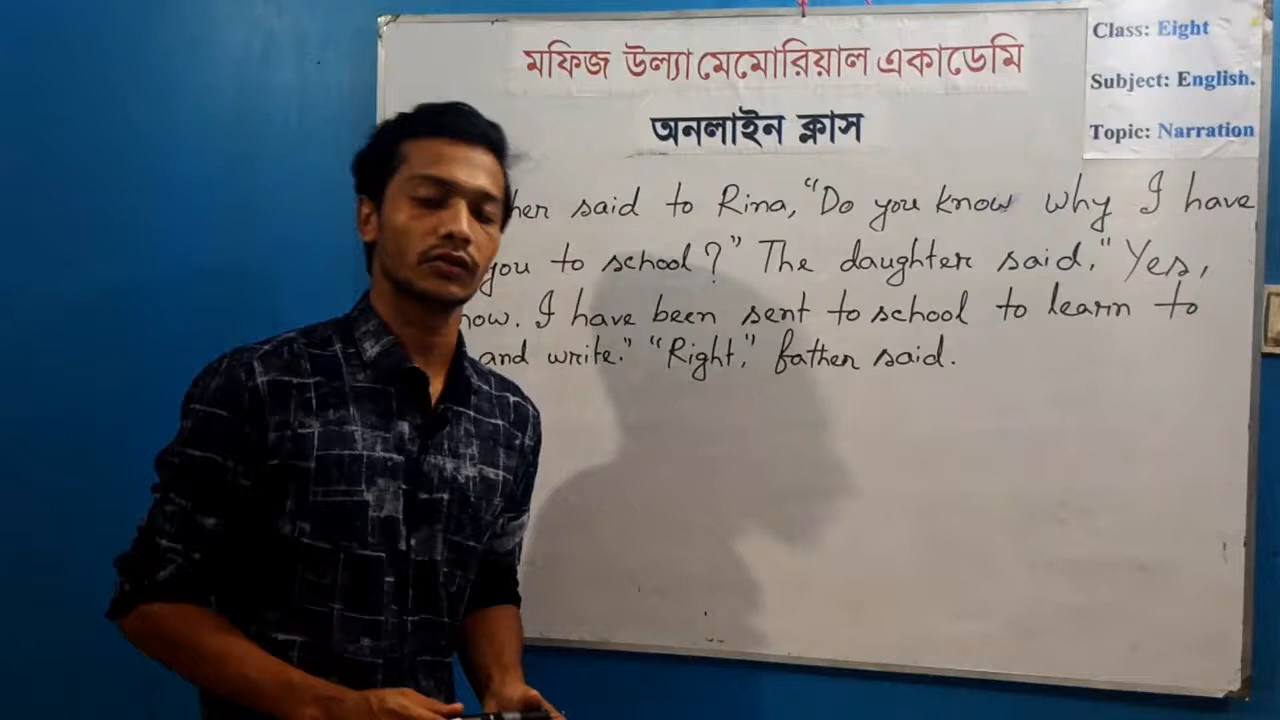 মফিজ উল্যা মেমোরিয়াল একাডেমি
অনলাইন ক্লাস
Class: Eight
Subject: English.
Topic: Narration
said to Rina, "Do you know why I have
you to school?" The daughter said, "Yes,
I have been sent to school to learn to
and write." "Right," father said.